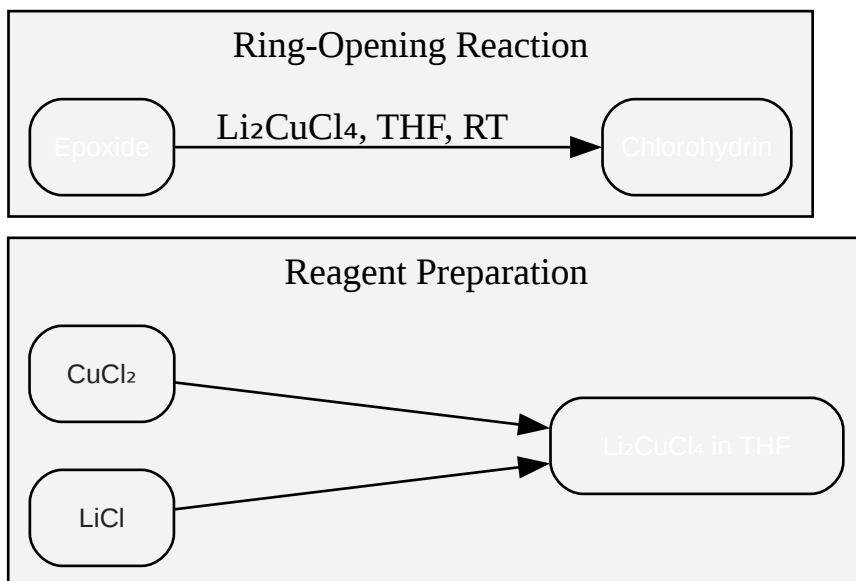 Ring-Opening Reaction
Epoxide
Li₂CuCl₄, THF, RT
Chlorohydrin
Reagent Preparation
CuCl₂
Li₂CuCl₄ in THF
LiCl